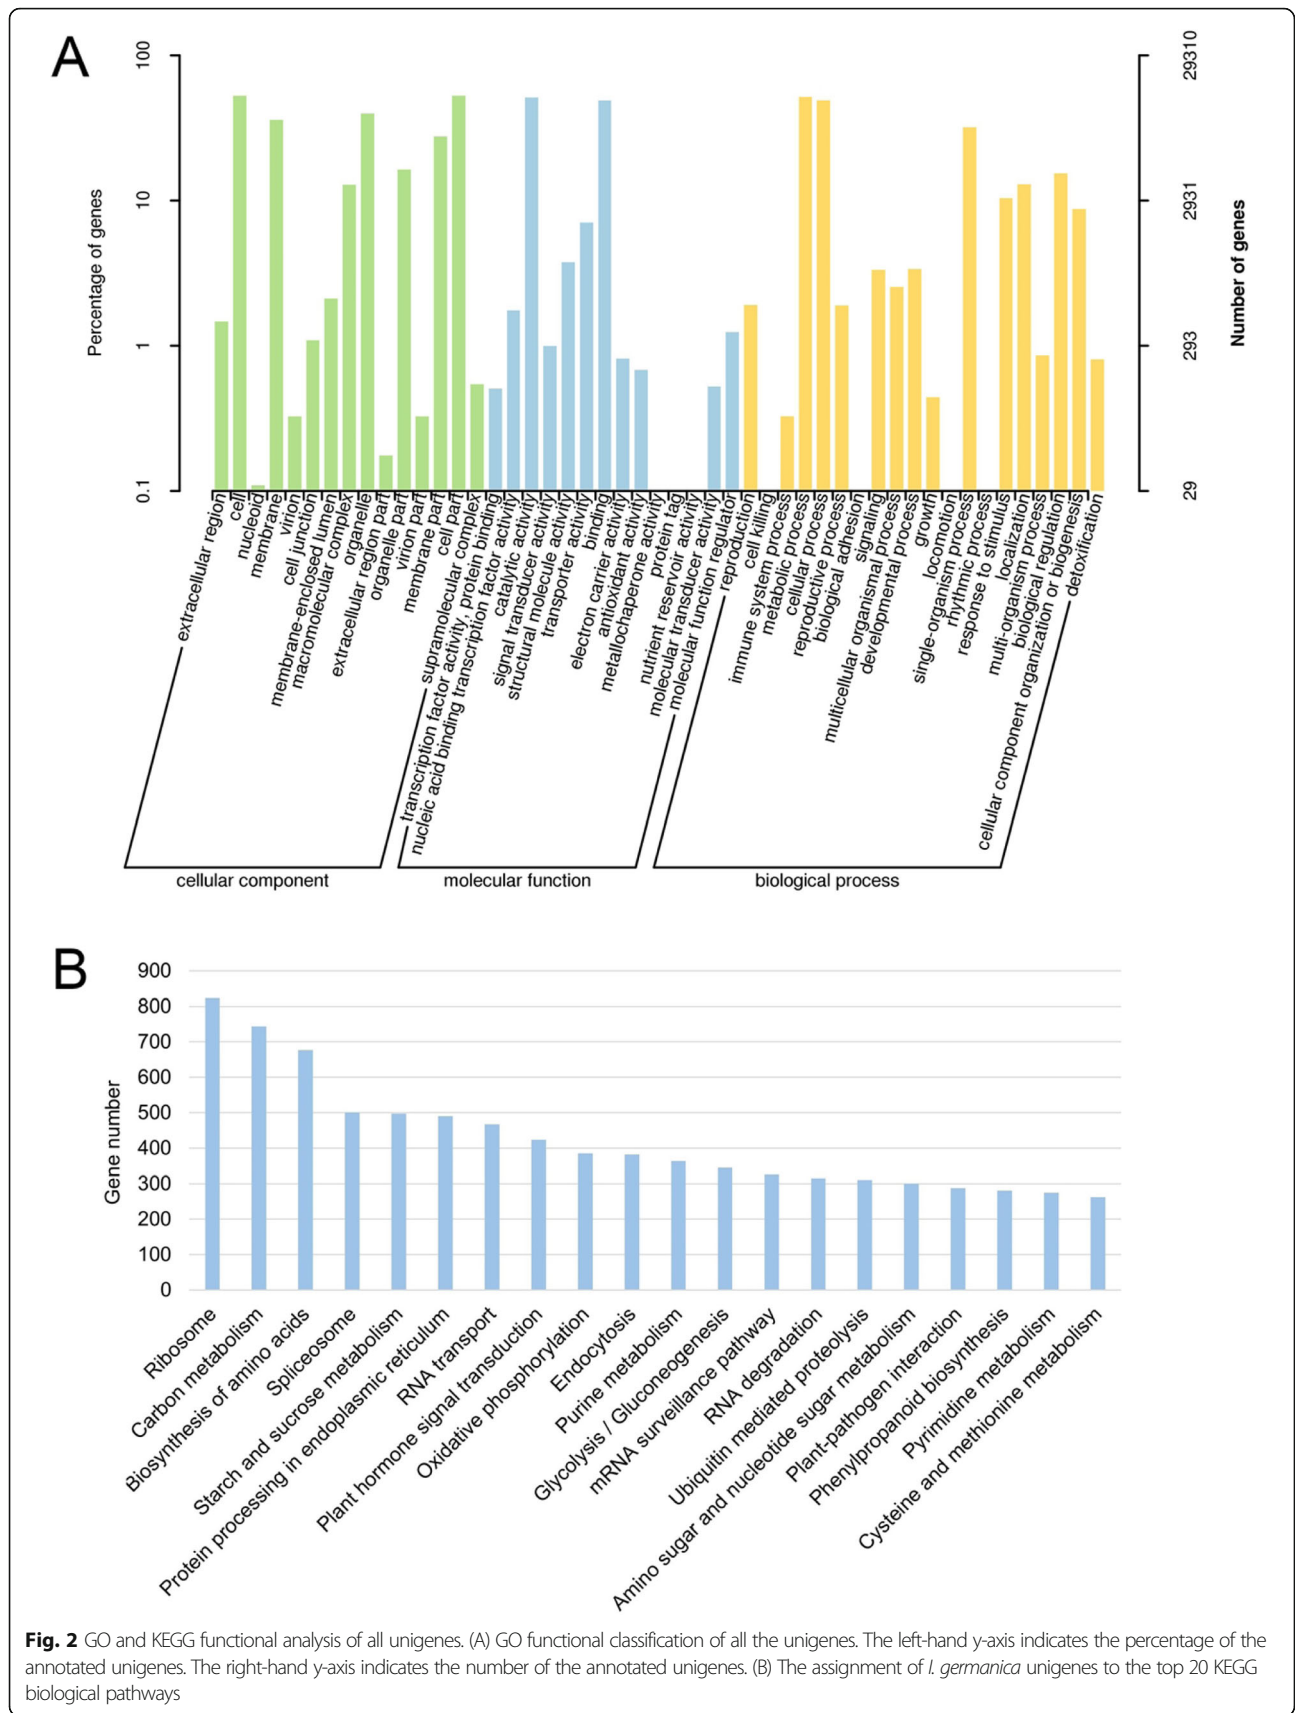 A
100
10
1
0.1
Percentage of genes
29310
2931
293
29
Number of genes
extracellular region
cell
nucleoid
membrane
virion
cell junction
membrane-enclosed lumen
macromolecular complex
organelle
extracellular region part
organelle part
virion part
membrane part
cell part
supramolecular complex
transcription factor activity, protein binding
nucleic acid binding transcription factor activity
catalytic activity
signal transducer activity
structural molecule activity
transporter activity
binding
electron carrier activity
antioxidant activity
metallochaperone activity
protein tag
nutrient reservoir activity
molecular transducer activity
molecular function regulator
reproduction
cell killing
immune system process
metabolic process
cellular process
reproductive process
biological adhesion
signaling
multicellular organismal process
developmental process
growth
locomotion
single-organism process
rhythmic process
response to stimulus
localization
multi-organism process
biological regulation
cellular component organization or biogenesis
detoxification
cellular component
molecular function
biological process
B
900
800
700
600
500
400
300
200
100
0
Gene number
Ribosome
Carbon metabolism
Biosynthesis of amino acids
Spliceosome
Starch and sucrose metabolism
Protein processing in endoplasmic reticulum
RNA transport
Plant hormone signal transduction
Oxidative phosphorylation
Endocytosis
Purine metabolism
Glycolysis / Gluconeogenesis
mRNA surveillance pathway
RNA degradation
Ubiquitin mediated proteolysis
Amino sugar and nucleotide sugar metabolism
Plant-pathogen interaction
Phenylpropanoid biosynthesis
Pyrimidine metabolism
Cysteine and methionine metabolism
Fig. 2 GO and KEGG functional analysis of all unigenes. (A) GO functional classification of all the unigenes. The left-hand y-axis indicates the percentage of the
annotated unigenes. The right-hand y-axis indicates the number of the annotated unigenes. (B) The assignment of I. germanica unigenes to the top 20 KEGG
biological pathways